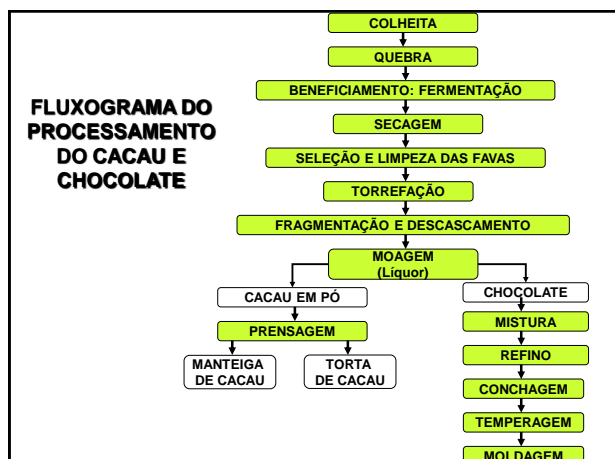 COLHEITA
QUEBRA
BENEFICIAMENTO: FERMENTAÇÃO
FLUXOGRAMA DO
PROCESSAMENTO
DO CACAU E
CHOCOLATE
SECAGEM
SELEÇÃO E LIMPEZA DAS FAVAS
TORREFAÇÃO
FRAGMENTAÇÃO E DESCASCAMENTO
MOAGEM
(Líquor)
CACAU EM PÓ
PRENSAGEM
MANTEIGA
DE CACAU
TORTA
DE CACAU
CHOCOLATE
MISTURA
REFINO
CONCHAGEM
TEMPERAGEM
MOLDAGEM